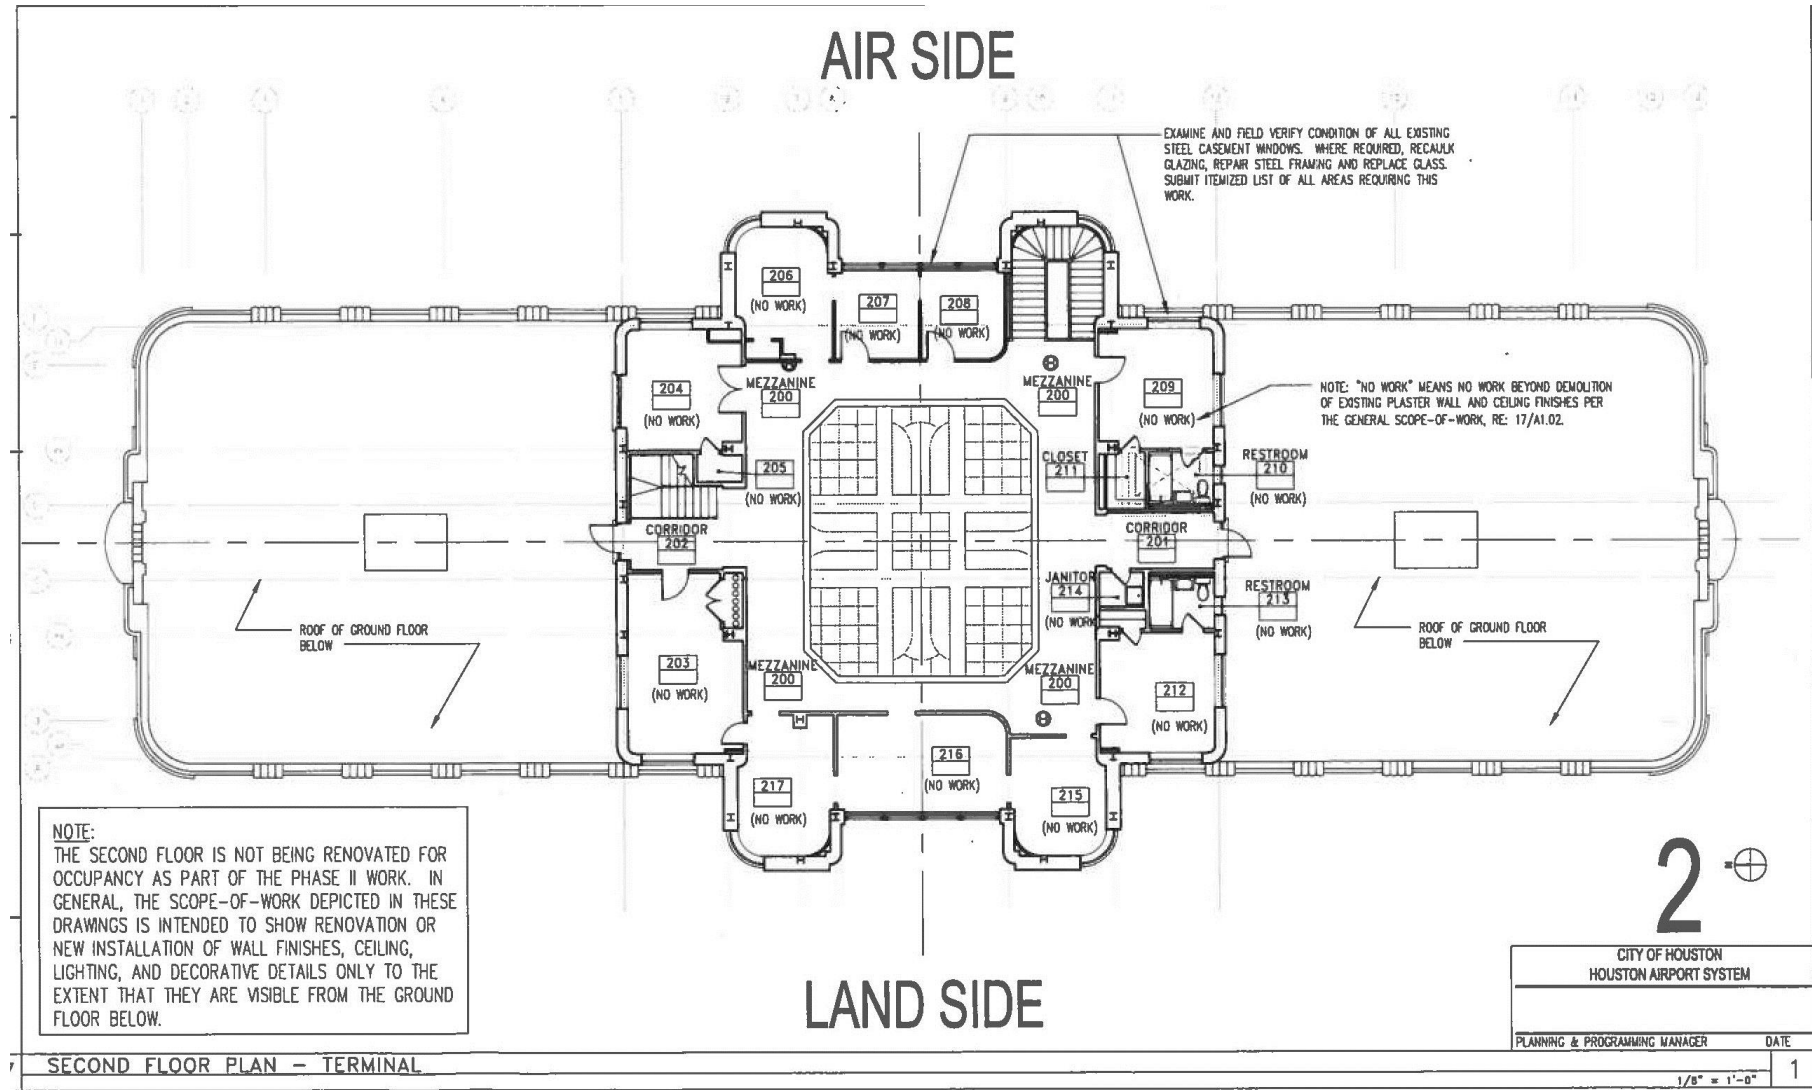 AIR SIDE
EXAMINE AND FIELD VERIFY CONDITION OF ALL EXISTING
STEEL CASEMENT WINDOWS. WHERE REQUIRED, RECAULK
GLAZING, REPAIR STEEL FRAMING AND REPLACE GLASS.
SUBMIT ITEMIZED LIST OF ALL AREAS REQUIRING THIS
WORK.
206
(NO WORK)
207
(NO WORK)
208
(NO WORK)
204
(NO WORK)
MEZZANINE
200
MEZZANINE
200
209
(NO WORK)
NOTE: "NO WORK" MEANS NO WORK BEYOND DEMOLITION
OF EXISTING PLASTER WALL AND CEILING FINISHES PER
THE GENERAL SCOPE-OF-WORK, RE: 17/A1.02.
205
(NO WORK)
CLOSET
211
RESTROOM
210
(NO WORK)
CORRIDOR
202
CORRIDOR
201
JANITOR
214
(NO WORK)
RESTROOM
213
(NO WORK)
ROOF OF GROUND FLOOR
BELOW
ROOF OF GROUND FLOOR
BELOW
203
(NO WORK)
MEZZANINE
200
MEZZANINE
200
212
(NO WORK)
216
(NO WORK)
217
(NO WORK)
215
(NO WORK)
NOTE:
THE SECOND FLOOR IS NOT BEING RENOVATED FOR
OCCUPANCY AS PART OF THE PHASE II WORK. IN
GENERAL, THE SCOPE-OF-WORK DEPICTED IN THESE
DRAWINGS IS INTENDED TO SHOW RENOVATION OR
NEW INSTALLATION OF WALL FINISHES, CEILING,
LIGHTING, AND DECORATIVE DETAILS ONLY TO THE
EXTENT THAT THEY ARE VISIBLE FROM THE GROUND
FLOOR BELOW.
LAND SIDE
2
CITY OF HOUSTON
HOUSTON AIRPORT SYSTEM
PLANNING & PROGRAMMING MANAGER DATE
SECOND FLOOR PLAN - TERMINAL
1/8" = 1'-0"
1